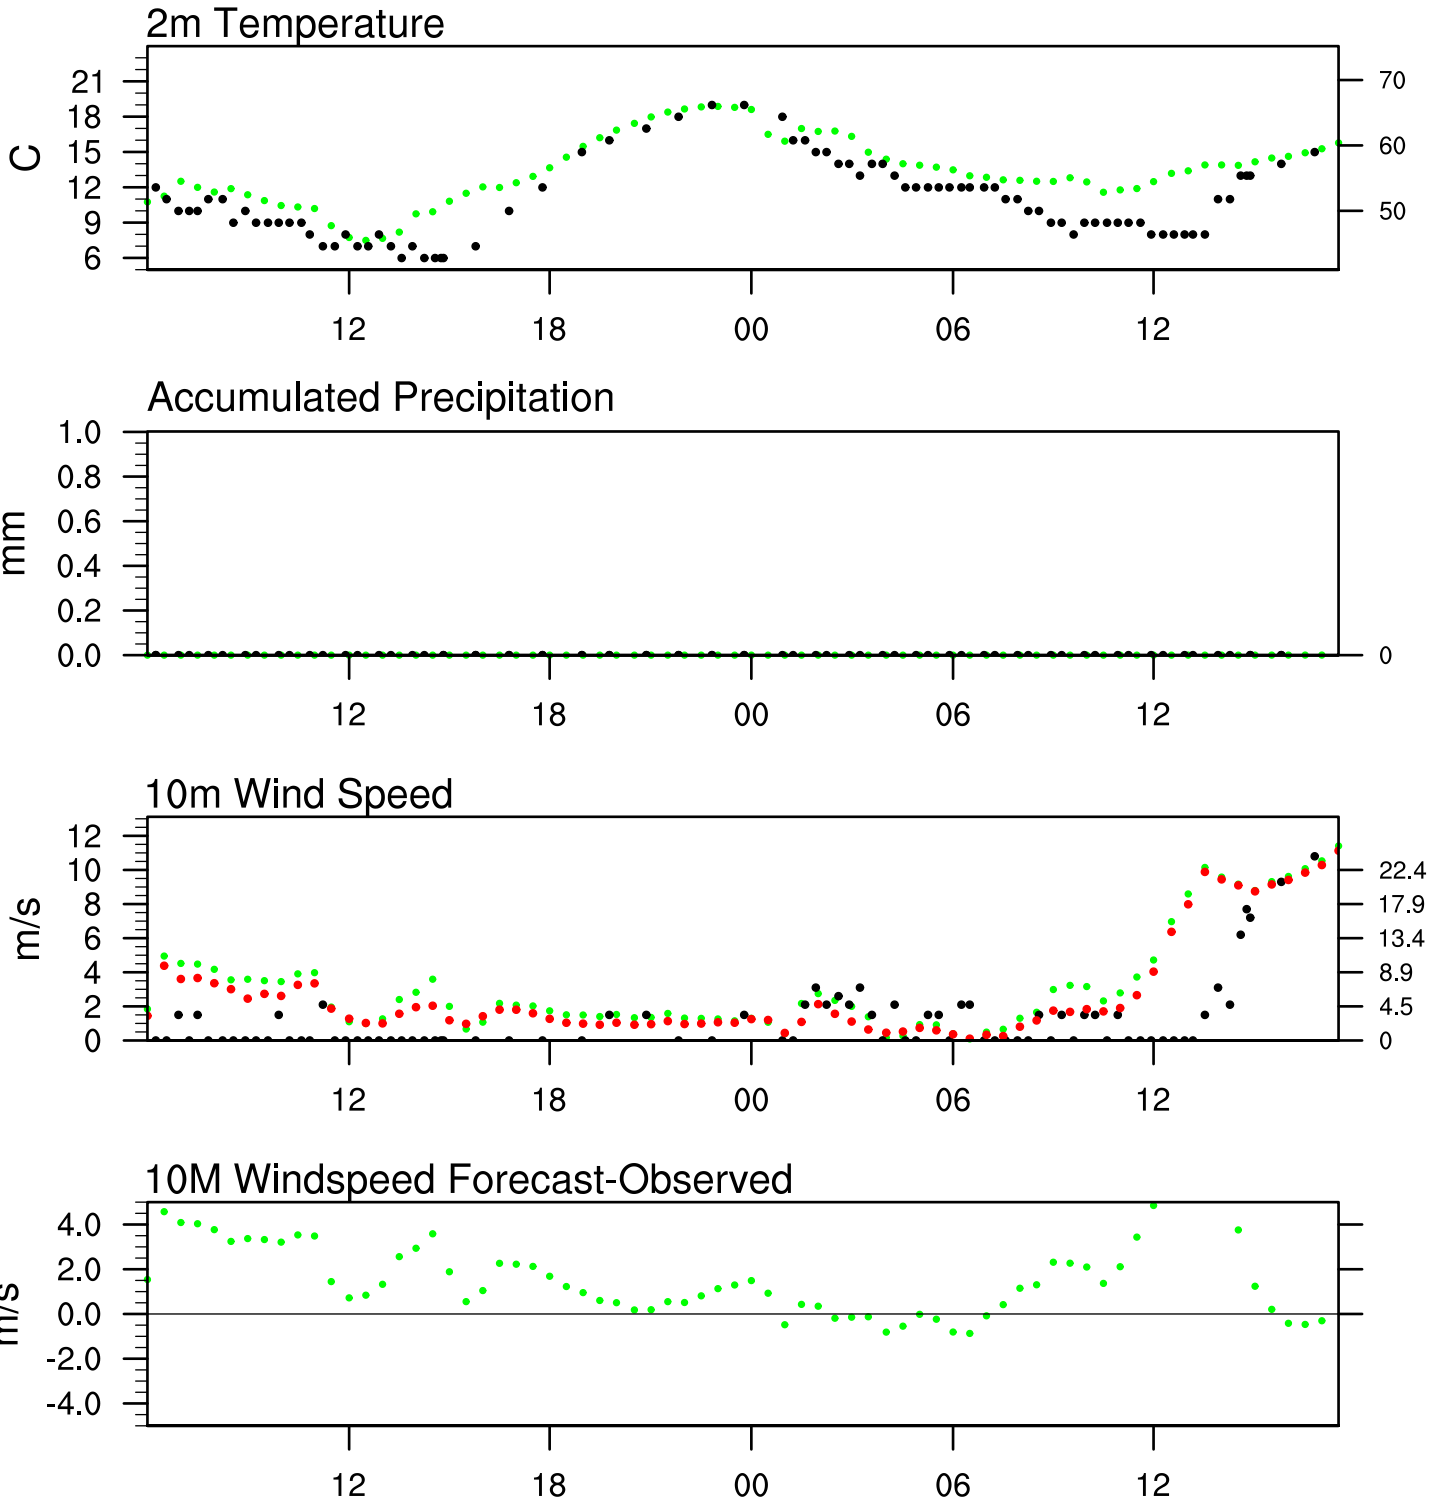 2m Temperature
21
18
15
12
9
6
C
70
60
50
12 18 00 06 12
Accumulated Precipitation
1.0
0.8
0.6
0.4
0.2
0.0
mm
0
12 18 00 06 12
10m Wind Speed
12
10
8
6
4
2
0
m/s
22.4
17.9
13.4
8.9
4.5
0
12 18 00 06 12
10M Windspeed Forecast-Observed
4.0
2.0
0.0
-2.0
-4.0
m/s
12 18 00 06 12